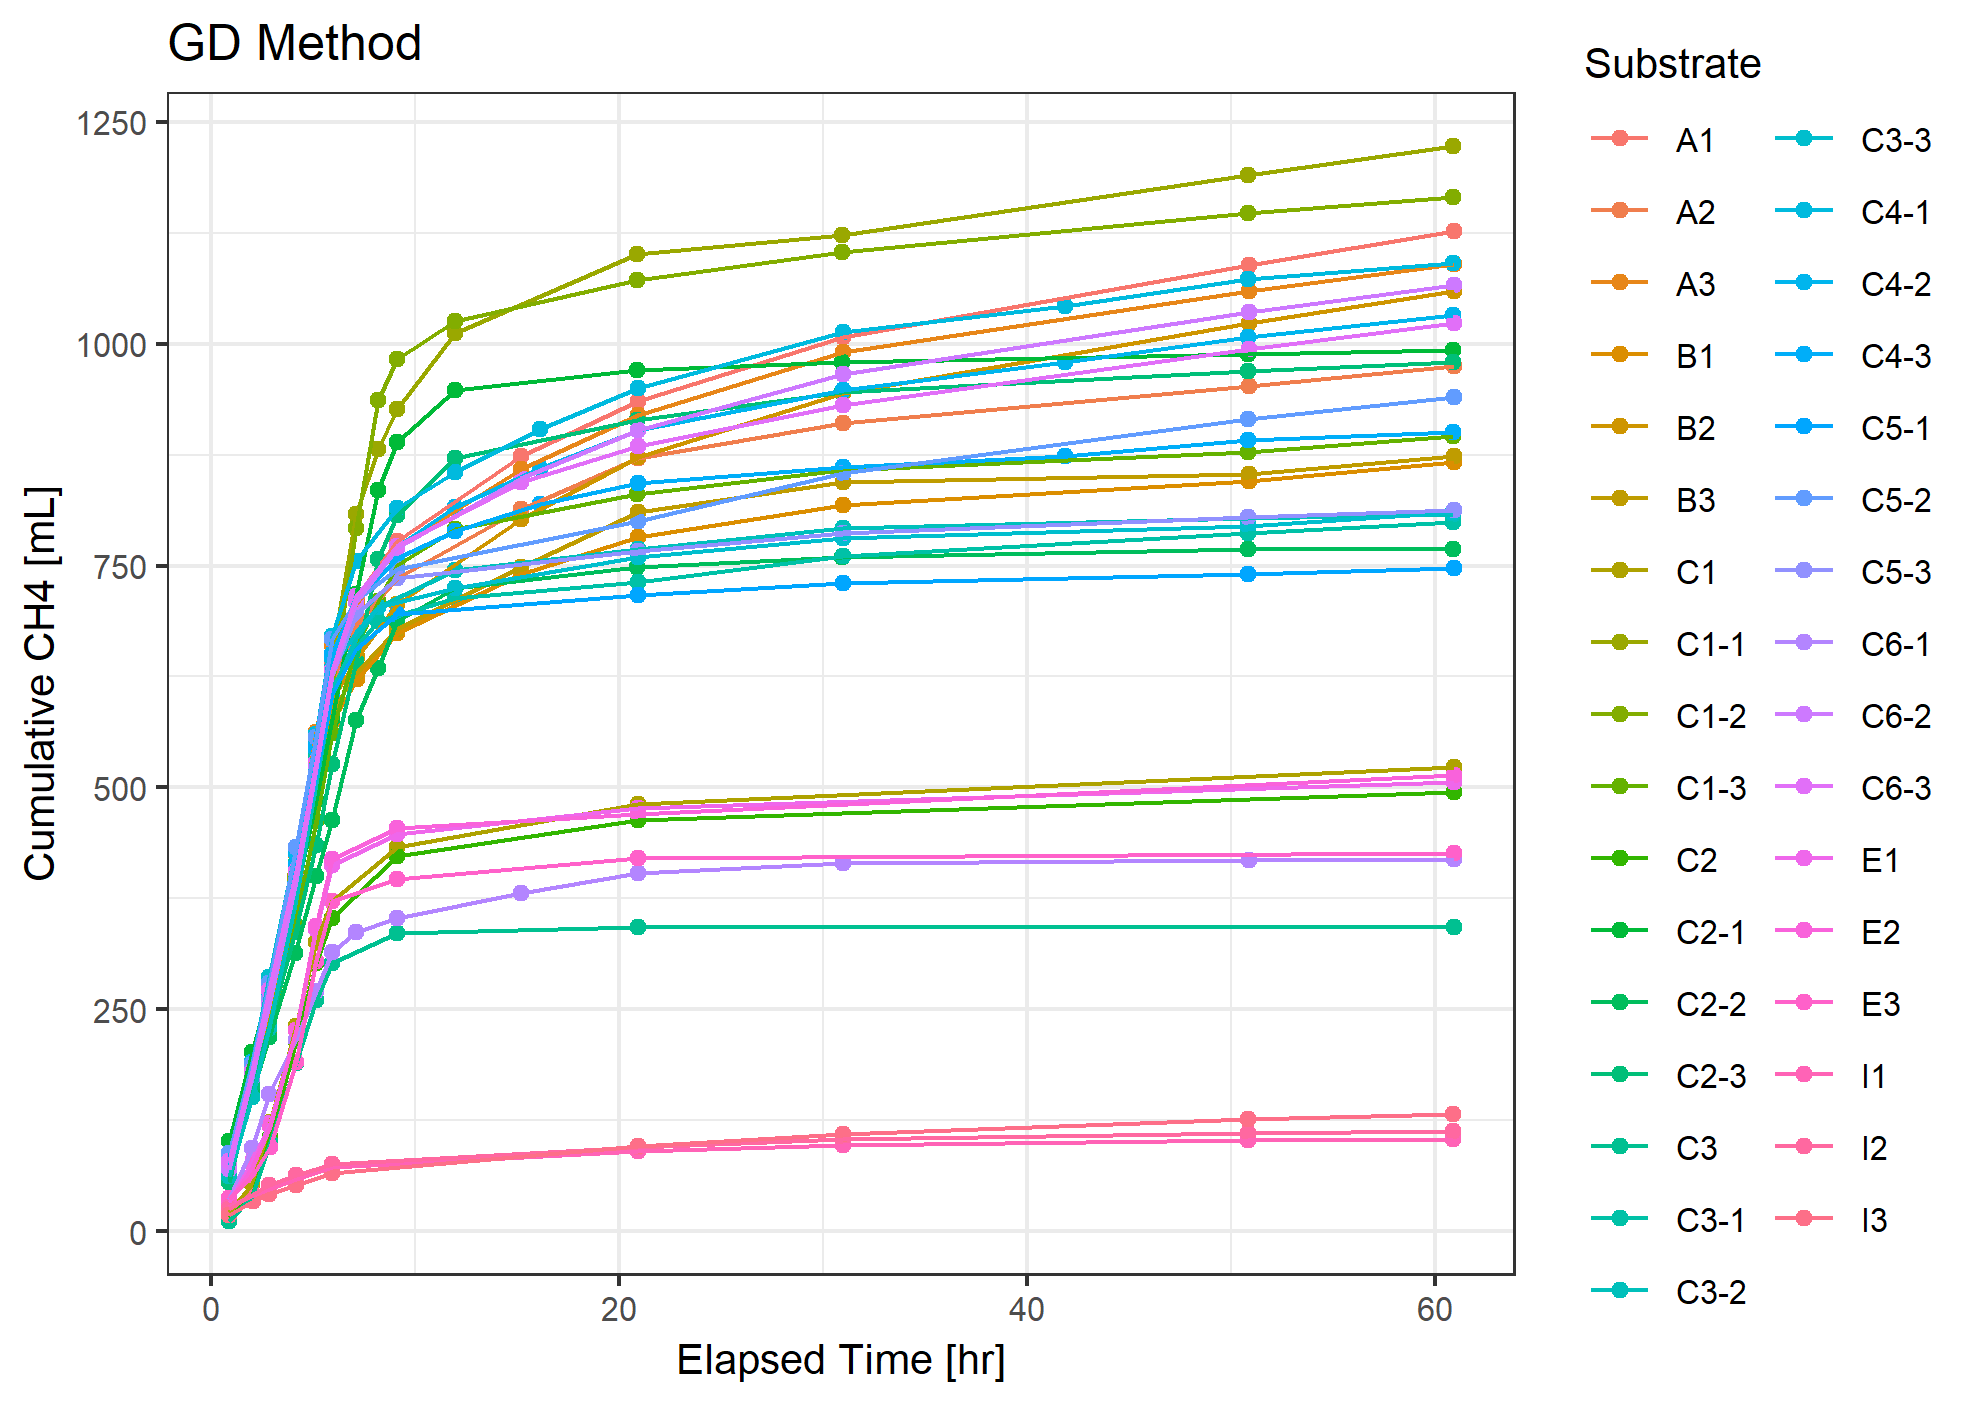 GD Method
Substrate
1250
1000
750
500
250
0
Cumulative CH4 [mL]
0 20 40 60
Elapsed Time [hr]
A1 C3-3
A2 C4-1
A3 C4-2
B1 C4-3
B2 C5-1
B3 C5-2
C1 C5-3
C1-1 C6-1
C1-2 C6-2
C1-3 C6-3
C2 E1
C2-1 E2
C2-2 E3
C2-3 I1
C3 I2
C3-1 I3
C3-2